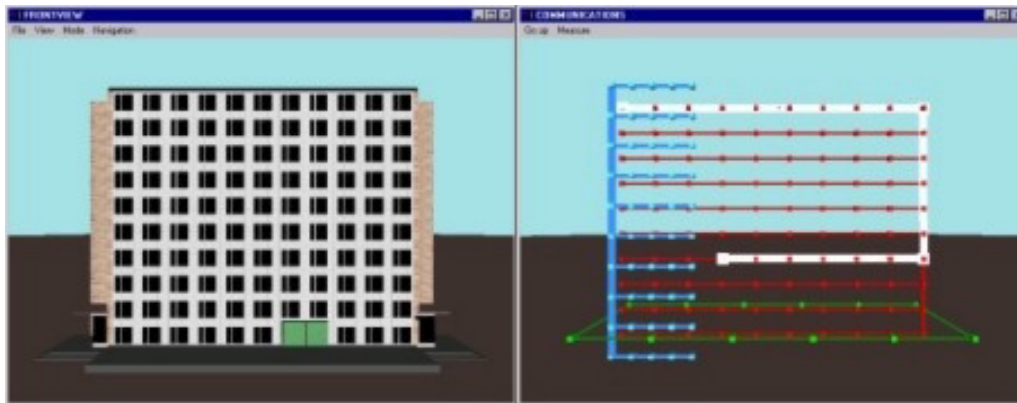 FRONTVIEW
File View Mode Navigation
COMMUNICATIONS
Go up Measure